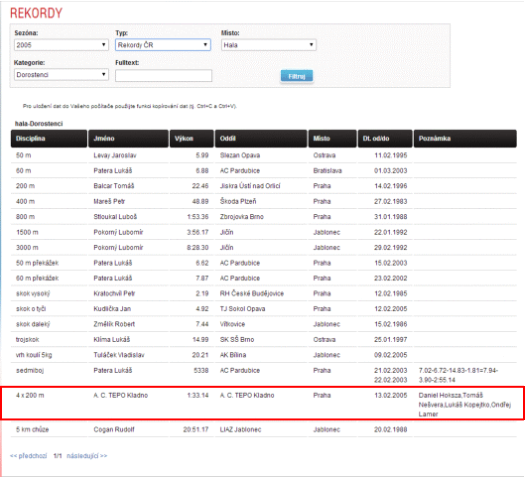 REKORDY
Sezóna: Typ: Místo:
2005 Rekordy ČR Hala
Kategorie: Fulltext:
Dorostenci
Filtruj
Pro uložení dat do Vašeho počítače použijte funkci kopírování dat (tj. Ctrl+C a Ctrl+V).
hala-Dorostenci
Disciplína Jméno Výkon Oddíl Místo Dt. od/do Poznámka
50 m Levay Jaroslav 5.99 Slezan Opava Ostrava 11.02.1995
60 m Patera Lukáš 6.88 AC Pardubice Bratislava 01.03.2003
200 m Balcar Tomáš 22.46 Jiskra Ústí nad Orlicí Praha 14.02.1996
400 m Mareš Petr 48.89 Škoda Plzeň Praha 27.02.1983
800 m Stloukal Luboš 1:53.36 Zbrojovka Brno Praha 31.01.1988
1500 m Pokorný Lubomír 3:55.17 Jičín Jablonec 22.01.1992
3000 m Pokorný Lubomír 8:28.30 Jičín Jablonec 29.02.1992
50 m překážek Patera Lukáš 6.62 AC Pardubice Praha 15.02.2003
60 m překážek Patera Lukáš 7.87 AC Pardubice Praha 23.02.2002
skok vysoký Kratochvíl Petr 2.19 RH České Budějovice Praha 12.02.1985
skok o tyči Kudlička Jan 4.92 TJ Sokol Opava Praha 12.02.2005
skok daleký Změlík Robert 7.44 Vítkovice Jablonec 15.02.1986
trojskok Klíma Lukáš 14.99 SK SŠ Brno Ostrava 25.01.1997
vrh koulí 5kg Tuláček Vladislav 20.21 AK Bílina Jablonec 09.02.2005
sedmiboj Patera Lukáš 5338 AC Pardubice Praha 21.02.2003 7.02-6.72-14.83-1.81=7.94-
22.02.2003 3.90-2:55.14
4 x 200 m A. C. TEPO Kladno 1:33.14 A. C. TEPO Kladno Praha 13.02.2005 Daniel Holsza,Tomáš
Nešvera,Lukáš Kopejtko,Ondřej
Lamer
5 km chůze Cogan Rudolf 20:51.17 LIAZ Jablonec Jablonec 20.02.1988
<< předchozí 1/1 následující >>